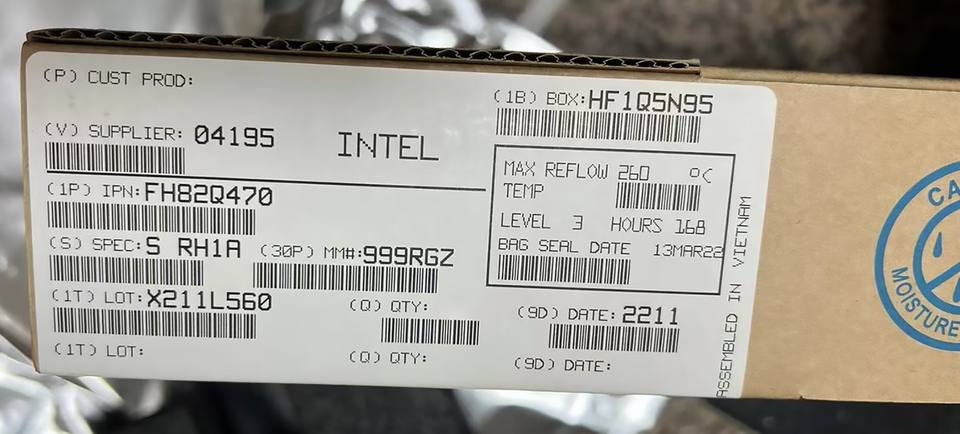 (P) CUST PROD:
(1B) BOX:HF1Q5N95
(V) SUPPLIER: 04195
INTEL
MAX REFLOW 260 °C
TEMP
LEVEL 3 HOURS 168
BAG SEAL DATE 13MAR22
(1P) IPN:FH82Q470
(S) SPEC:S RH1A (30P) MM#:999RGZ
(1T) LOT:X211L560 (Q) QTY: (9D) DATE:2211
(1T) LOT: (Q) QTY: (9D) DATE:
ASSEMBLED IN VIETNAM
CA
MOISTURE